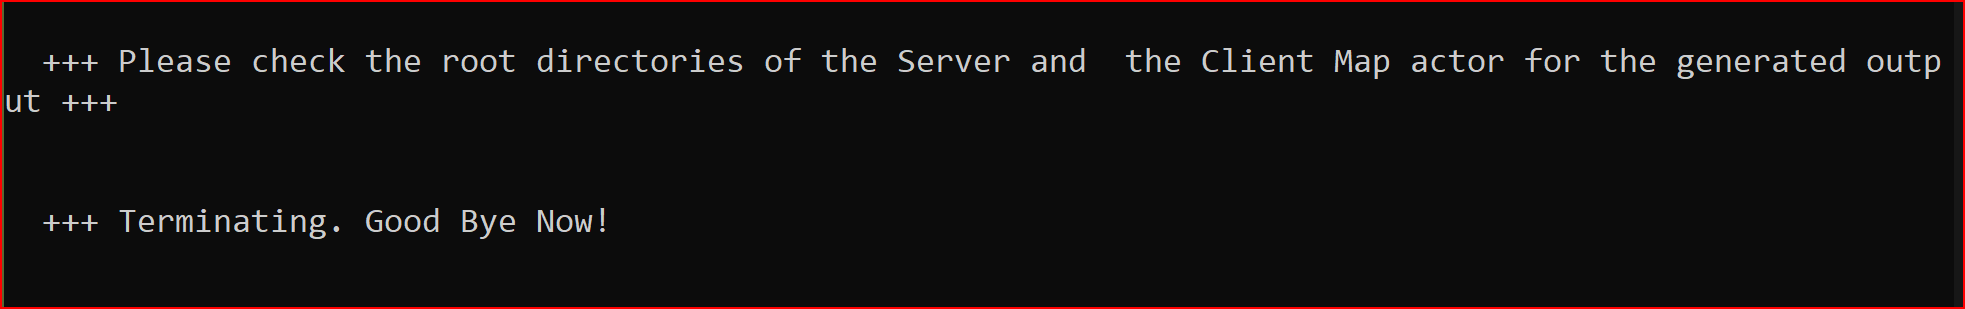 +++ Please check the root directories of the Server and  the Client Map actor for the generated outp
ut +++
+++ Terminating. Good Bye Now!